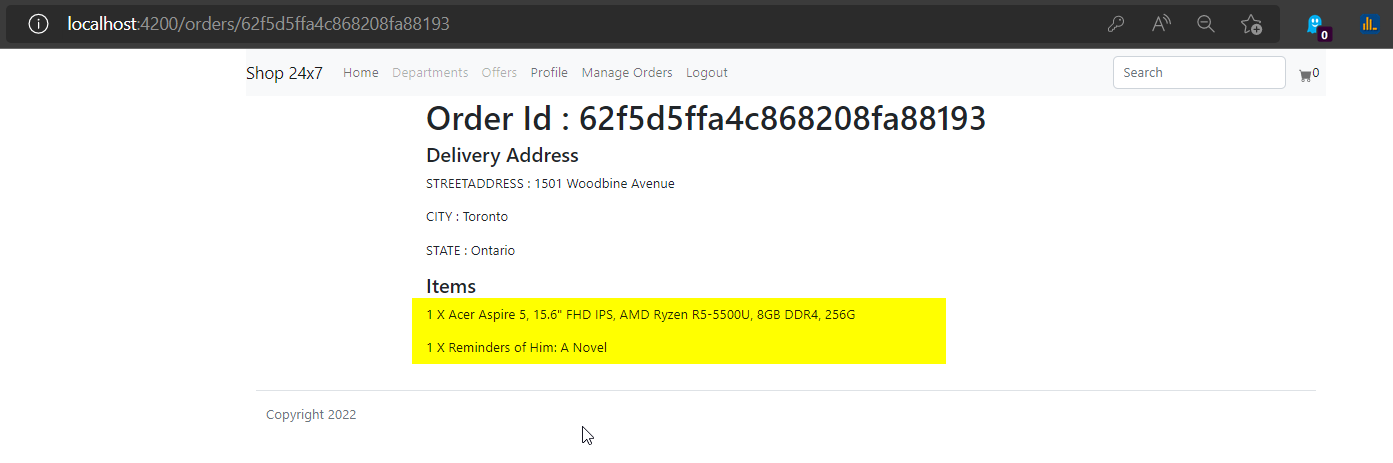 localhost:4200/orders/62f5d5ffa4c868208fa88193
0
Shop 24x7 Home Departments Offers Profile Manage Orders Logout Search 0
Order Id : 62f5d5ffa4c868208fa88193
Delivery Address
STREETADDRESS : 1501 Woodbine Avenue
CITY : Toronto
STATE : Ontario
Items
1 X Acer Aspire 5, 15.6" FHD IPS, AMD Ryzen R5-5500U, 8GB DDR4, 256G
1 X Reminders of Him: A Novel
Copyright 2022